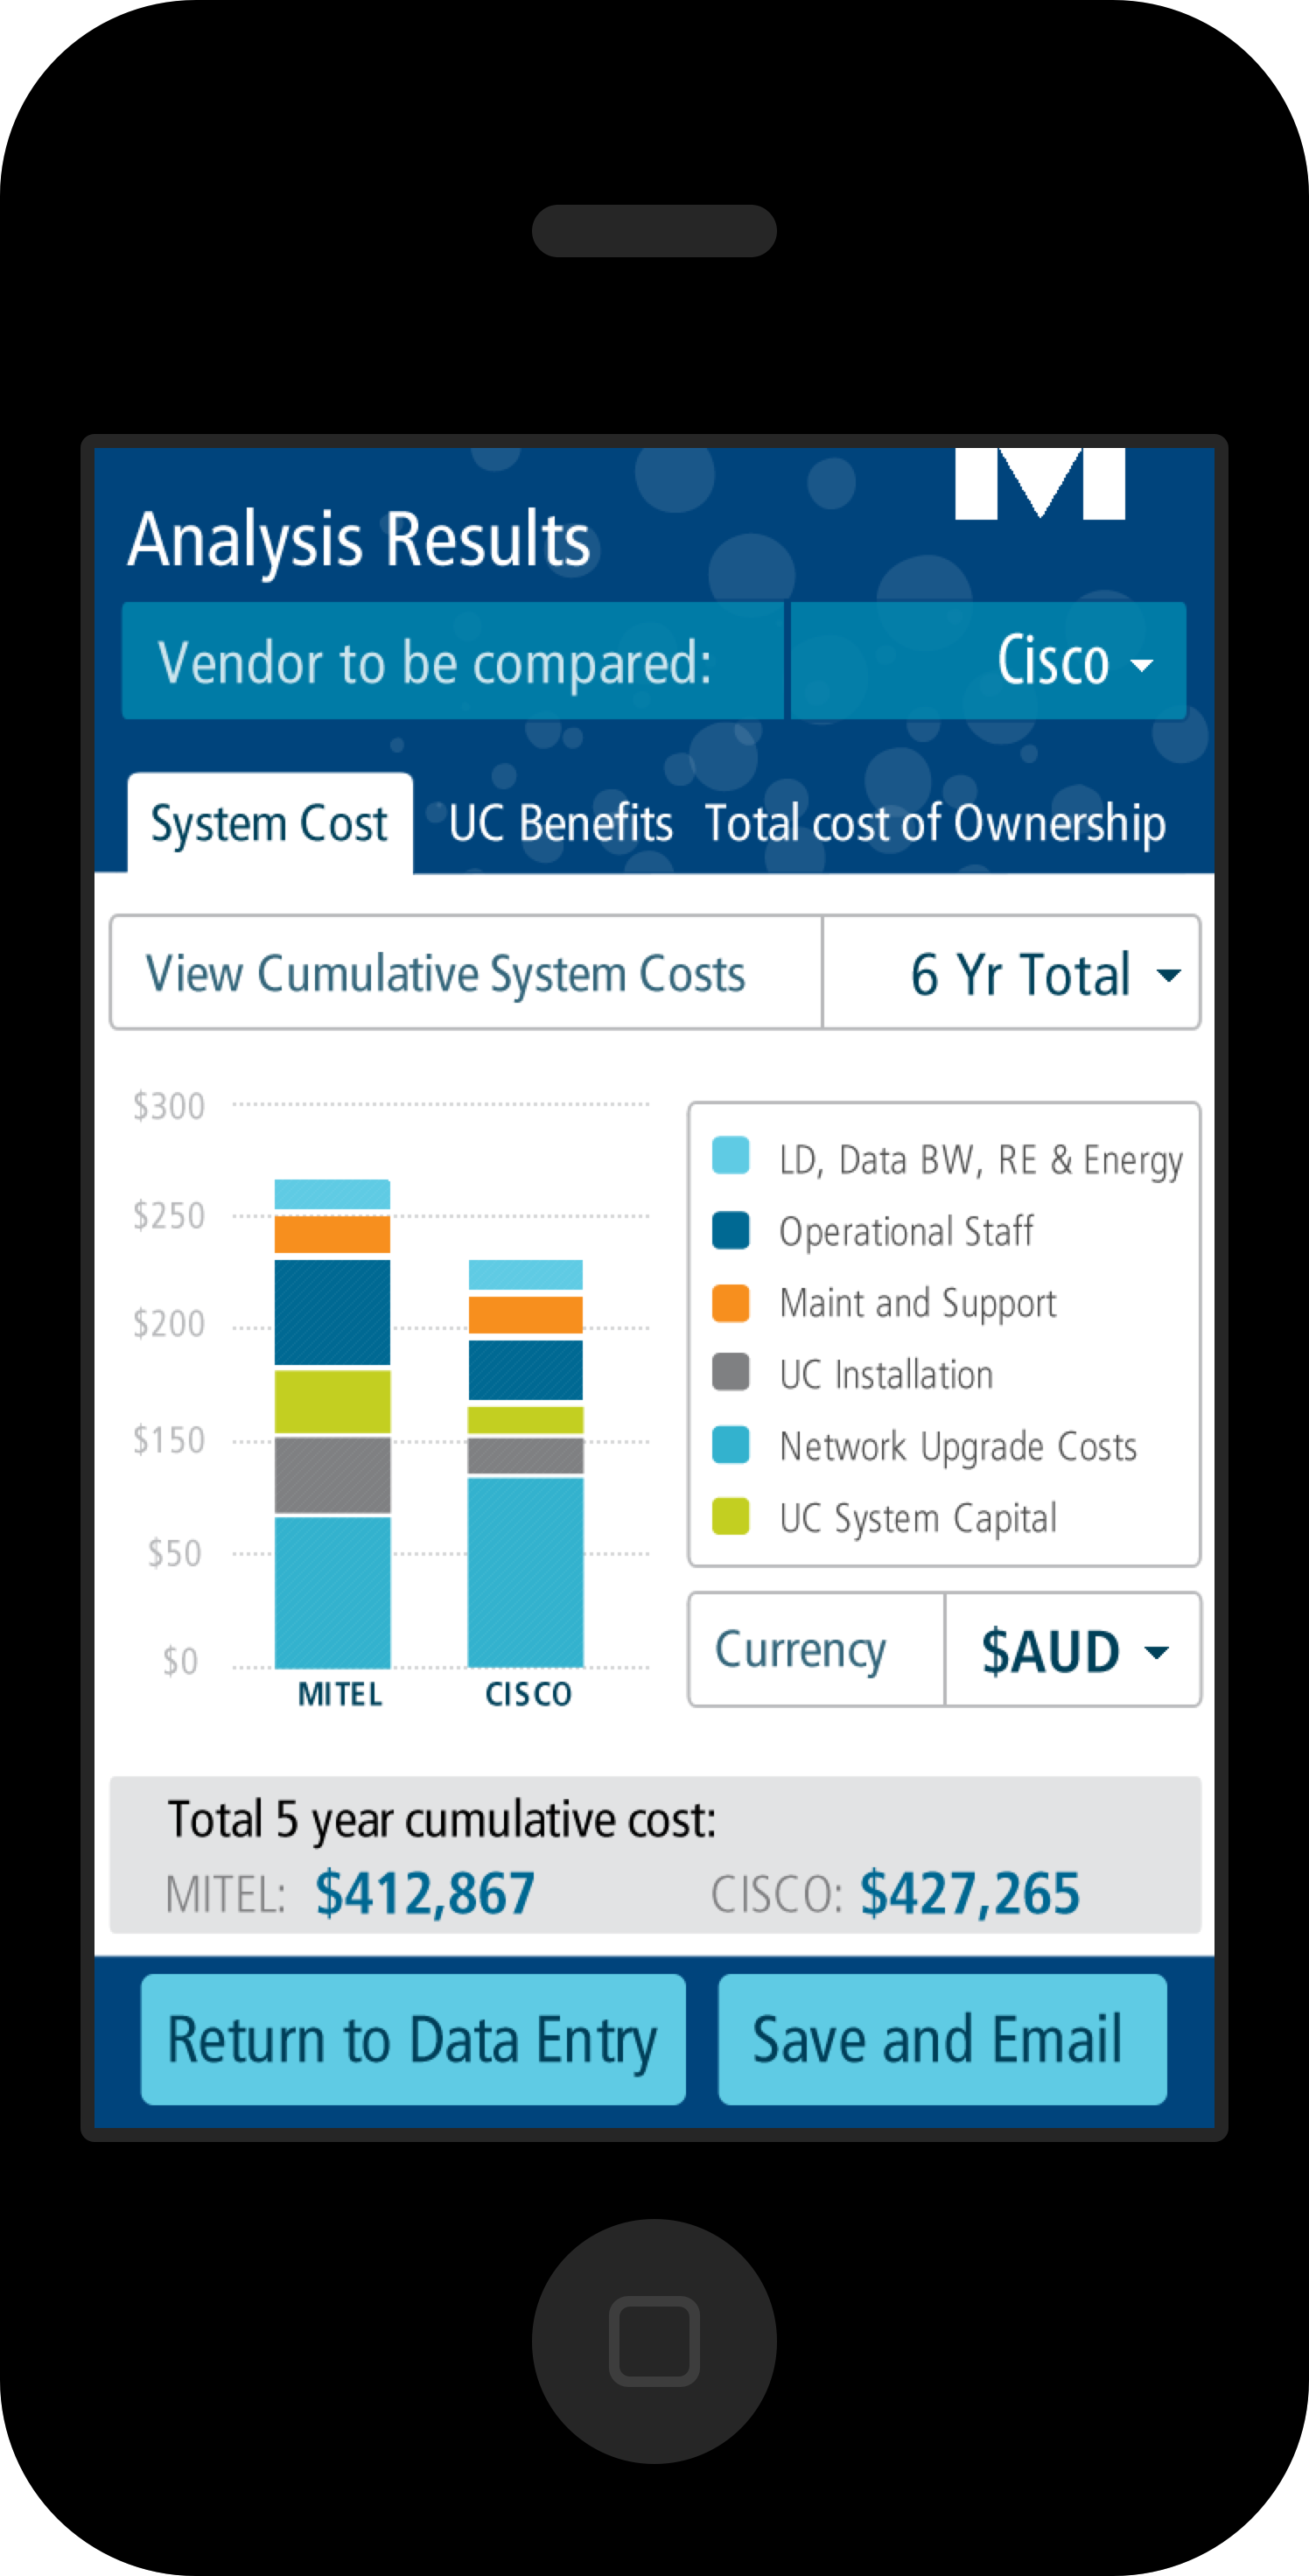 M
Analysis Results
Vendor to be compared: Cisco
System Cost UC Benefits Total cost of Ownership
View Cumulative System Costs 6 Yr Total
$300
$250
$200
$150
$50
$0
MITEL CISCO
LD, Data BW, RE & Energy
Operational Staff
Maint and Support
UC Installation
Network Upgrade Costs
UC System Capital
Currency $AUD
Total 5 year cumulative cost:
MITEL: $412,867 CISCO: $427,265
Return to Data Entry Save and Email